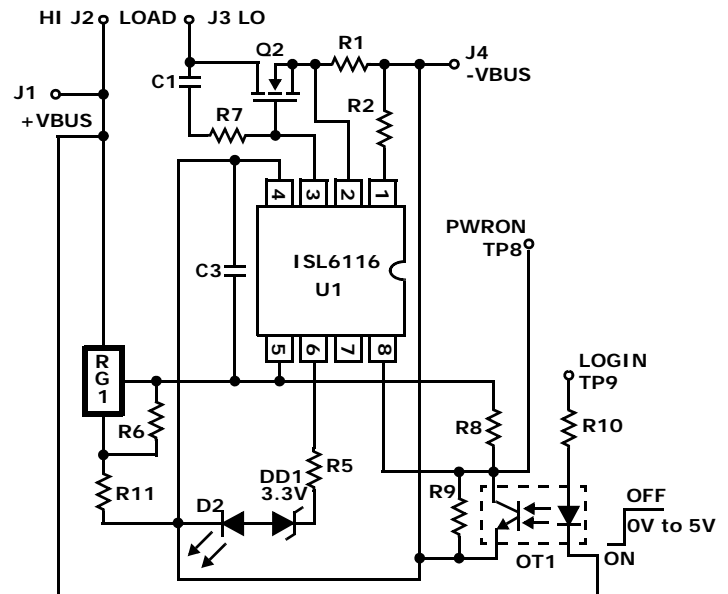 HI J2 LOAD J3 LO
Q2
R1
J4
-VBUS
C1
J1
+VBUS
R7
R2
4 3 2 1
PWRON
TP8
ISL6116
U1
C3
5 6 7 8
RG1
LOGIN
TP9
R6
R8
R10
R11
DD1
3.3V
R5
D2
R9
OFF
0V to 5V
ON
OT1